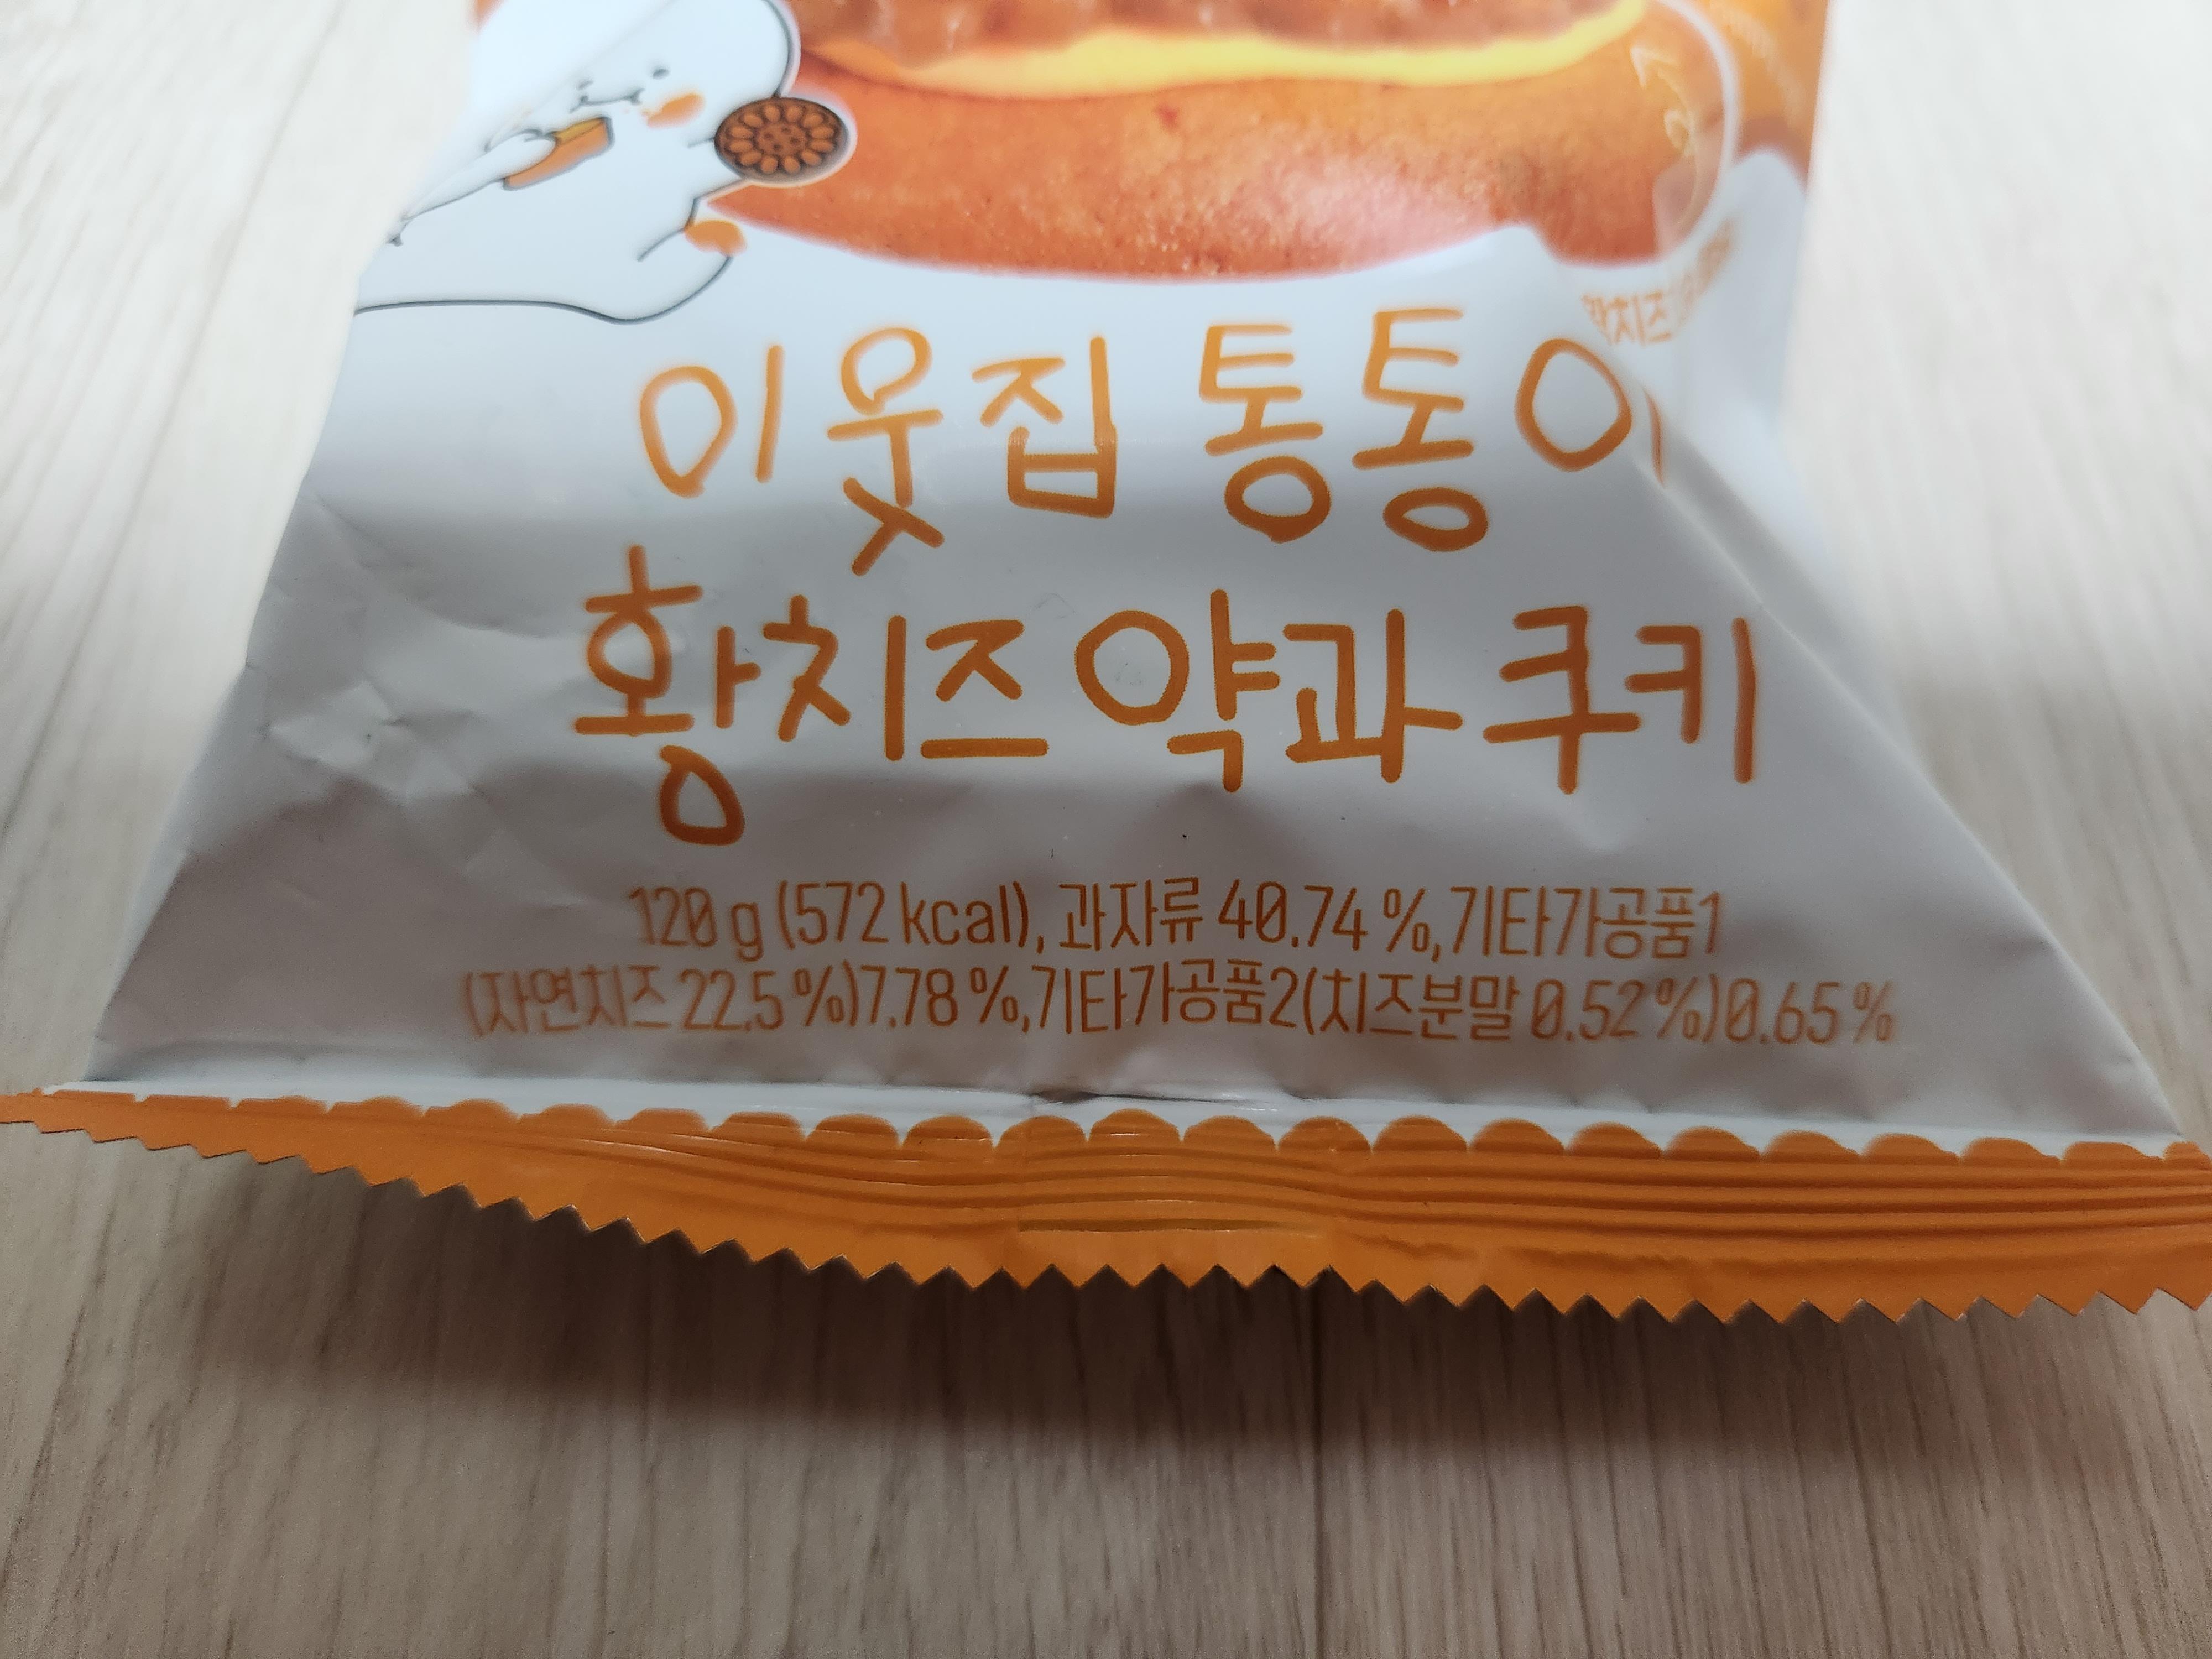 이웃집 통통이
황치즈 약과 쿠키
120 g (572 kcal), 과자류 40.74 %, 기타가공품1
(자연치즈 22.5 %)7.78 %, 기타가공품2(치즈분말 0.52 %)0.65 %